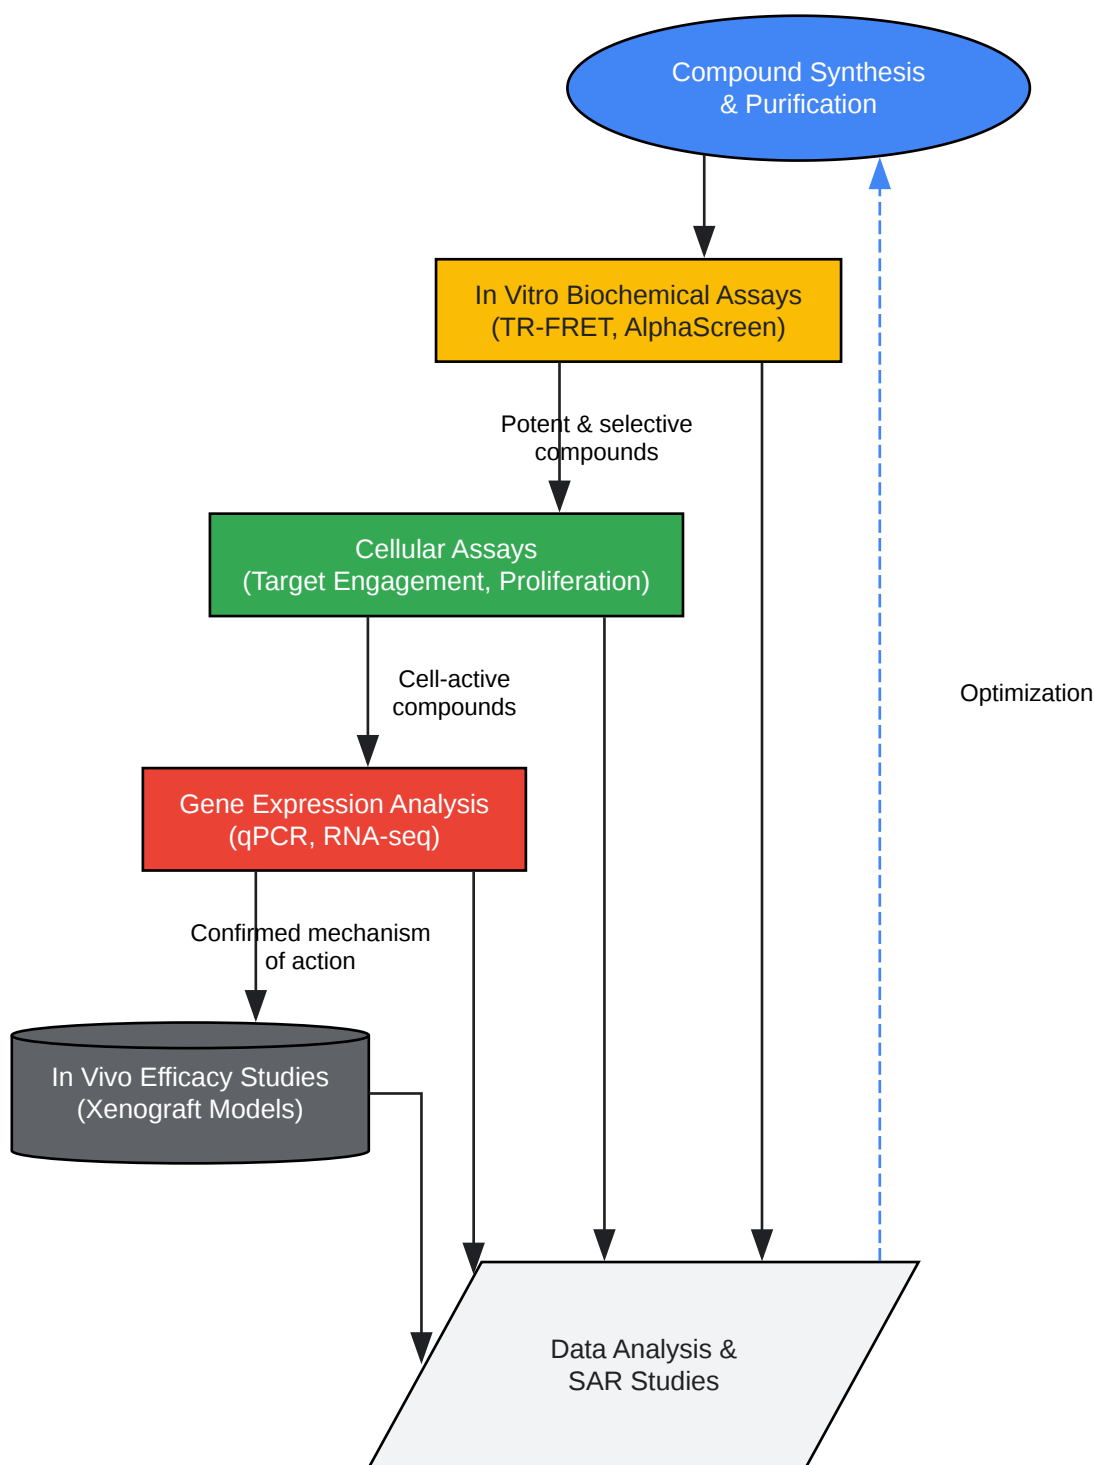 Compound Synthesis
& Purification
In Vitro Biochemical Assays
(TR-FRET, AlphaScreen)
Potent & selective
compounds
Cellular Assays
(Target Engagement, Proliferation)
Cell-active
compounds
Optimization
Gene Expression Analysis
(qPCR, RNA-seq)
Confirmed mechanism
of action
In Vivo Efficacy Studies
(Xenograft Models)
Data Analysis &
SAR Studies